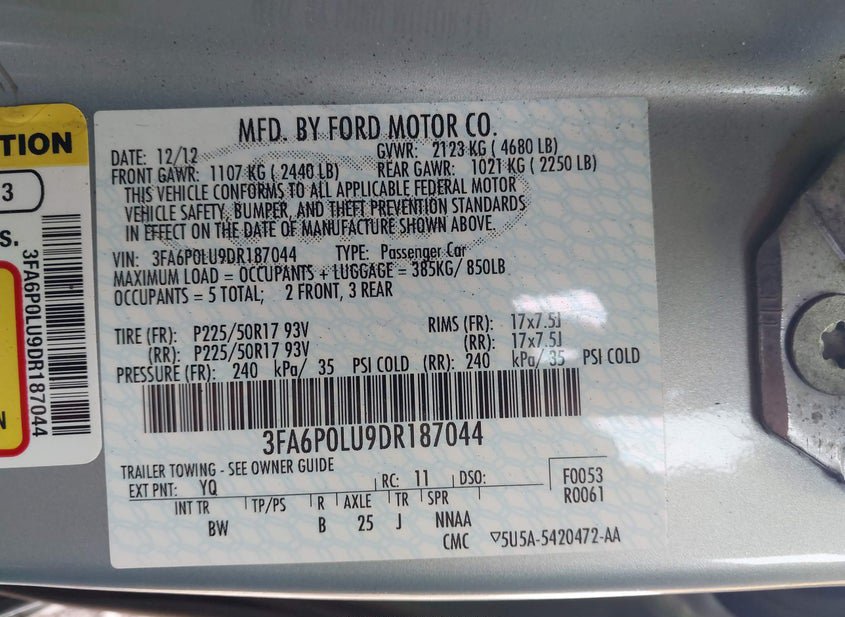 TION
3
S.
3FA6P0LU9DR187044
N
MFD. BY FORD MOTOR CO.
DATE: 12/12 GVWR: 2123 KG ( 4680 LB)
FRONT GAWR: 1107 KG ( 2440 LB) REAR GAWR: 1021 KG ( 2250 LB)
THIS VEHICLE CONFORMS TO ALL APPLICABLE FEDERAL MOTOR
VEHICLE SAFETY, BUMPER, AND THEFT PREVENTION STANDARDS
IN EFFECT ON THE DATE OF MANUFACTURE SHOWN ABOVE.
VIN: 3FA6P0LU9DR187044 TYPE: Passenger Car
MAXIMUM LOAD = OCCUPANTS + LUGGAGE = 385KG/ 850LB
OCCUPANTS = 5 TOTAL; 2 FRONT, 3 REAR
TIRE (FR): P225/50R17 93V RIMS (FR): 17x7.5J
(RR): P225/50R17 93V (RR): 17x7.5J
PRESSURE (FR): 240 kPa/ 35 PSI COLD (RR): 240 kPa/ 35 PSI COLD
3FA6P0LU9DR187044
TRAILER TOWING - SEE OWNER GUIDE
EXT PNT: YQ RC: 11 DSO: F0053
R0061
INT TR TP/PS R AXLE TR SPR
BW B 25 J NNAA
CMC ▽5U5A-5420472-AA